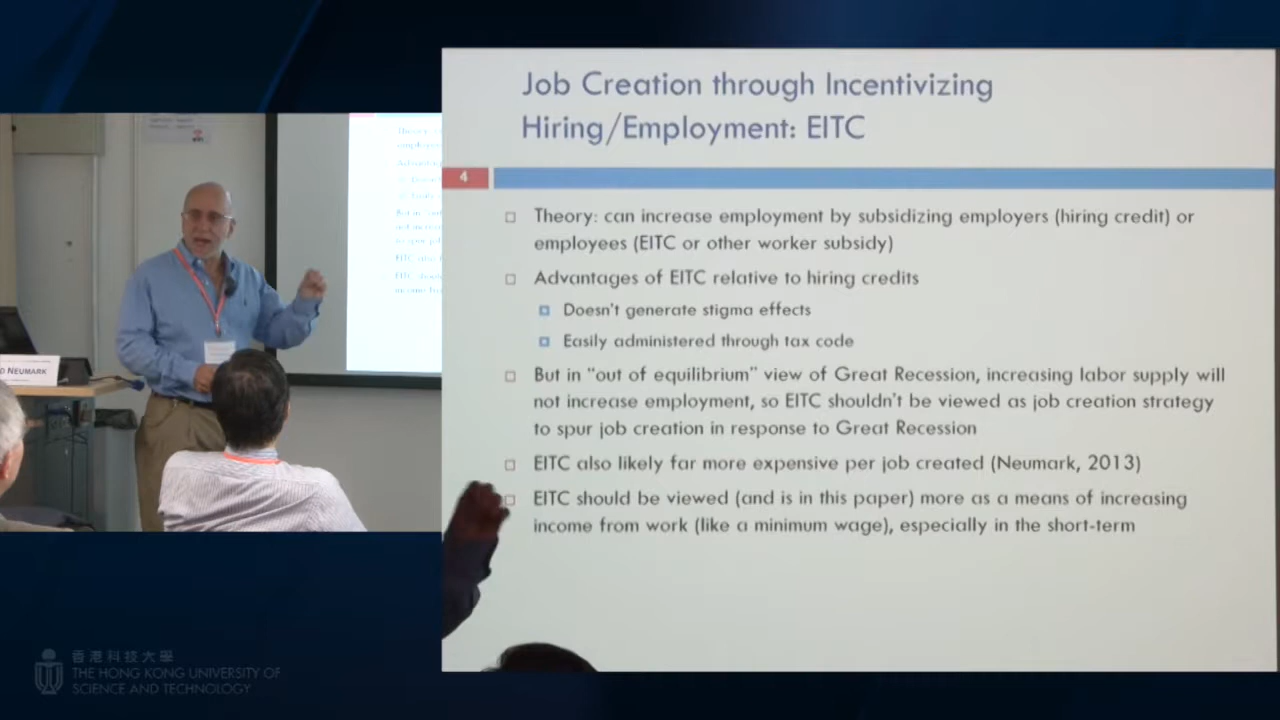 Job Creation through Incentivizing
Hiring/Employment: EITC
4
Theory: can increase employment by subsidizing employers (hiring credit) or
employees (EITC or other worker subsidy)
Advantages of EITC relative to hiring credits
Doesn't generate stigma effects
Easily administered through tax code
But in “out of equilibrium” view of Great Recession, increasing labor supply will
not increase employment, so EITC shouldn't be viewed as job creation strategy
to spur job creation in response to Great Recession
EITC also likely far more expensive per job created (Neumark, 2013)
EITC should be viewed (and is in this paper) more as a means of increasing
income from work (like a minimum wage), especially in the short-term
D NEUMARK
香港科技大學
THE HONG KONG UNIVERSITY OF
SCIENCE AND TECHNOLOGY